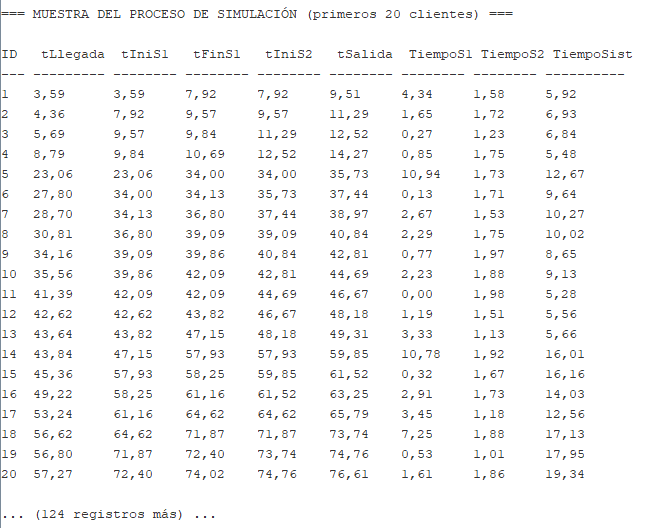 === MUESTRA DEL PROCESO DE SIMULACIÓN (primeros 20 clientes) ===
ID tLlegada tIniS1 tFinS1 tIniS2 tSalida TiempoS1 TiempoS2 TiempoSist
--- -------- -------- -------- -------- --------- --------- --------- ----------
1 3,59 3,59 7,92 7,92 9,51 4,34 1,58 5,92
2 4,36 7,92 9,57 9,57 11,29 1,65 1,72 6,93
3 5,69 9,57 9,84 11,29 12,52 0,27 1,23 6,84
4 8,79 9,84 10,69 12,52 14,27 0,85 1,75 5,48
5 23,06 23,06 34,00 34,00 35,73 10,94 1,73 12,67
6 27,80 34,00 34,13 35,73 37,44 0,13 1,71 9,64
7 28,70 34,13 36,80 37,44 38,97 2,67 1,53 10,27
8 30,81 36,80 39,09 39,09 40,84 2,29 1,75 10,02
9 34,16 39,09 39,86 40,84 42,81 0,77 1,97 8,65
10 35,56 39,86 42,09 42,81 44,69 2,23 1,88 9,13
11 41,39 42,09 42,09 44,69 46,67 0,00 1,98 5,28
12 42,62 42,62 43,82 46,67 48,18 1,19 1,51 5,56
13 43,64 43,82 47,15 48,18 49,31 3,33 1,13 5,66
14 43,84 47,15 57,93 57,93 59,85 10,78 1,92 16,01
15 45,36 57,93 58,25 59,85 61,52 0,32 1,67 16,16
16 49,22 58,25 61,16 61,52 63,25 2,91 1,73 14,03
17 53,24 61,16 64,62 64,62 65,79 3,45 1,18 12,56
18 56,62 64,62 71,87 71,87 73,74 7,25 1,88 17,13
19 56,80 71,87 72,40 73,74 74,76 0,53 1,01 17,95
20 57,27 72,40 74,02 74,76 76,61 1,61 1,86 19,34
... (124 registros más) ...